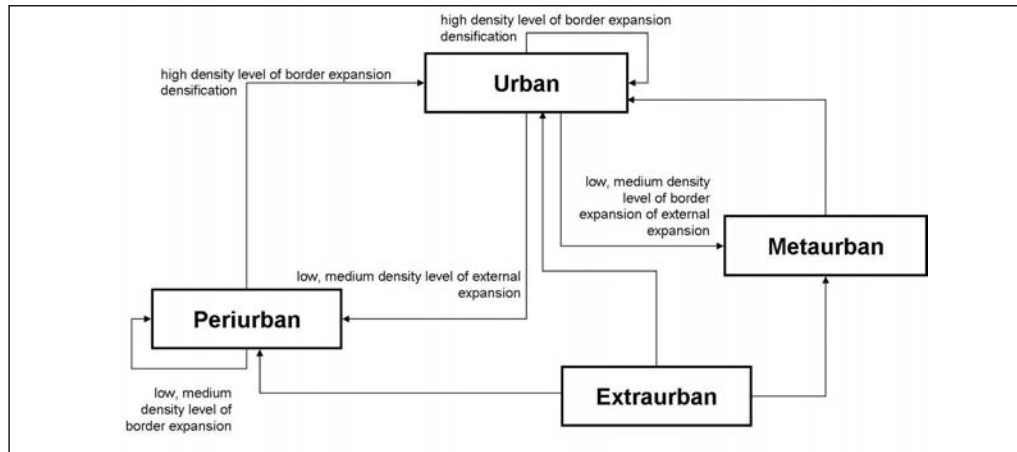 high density level of border expansion
densification
high density level of border expansion
densification
Urban
low, medium density
level of border
expansion of external
expansion
Metaurban
low, medium density level of external
expansion
Periurban
Extraurban
low, medium
density level of
border expansion